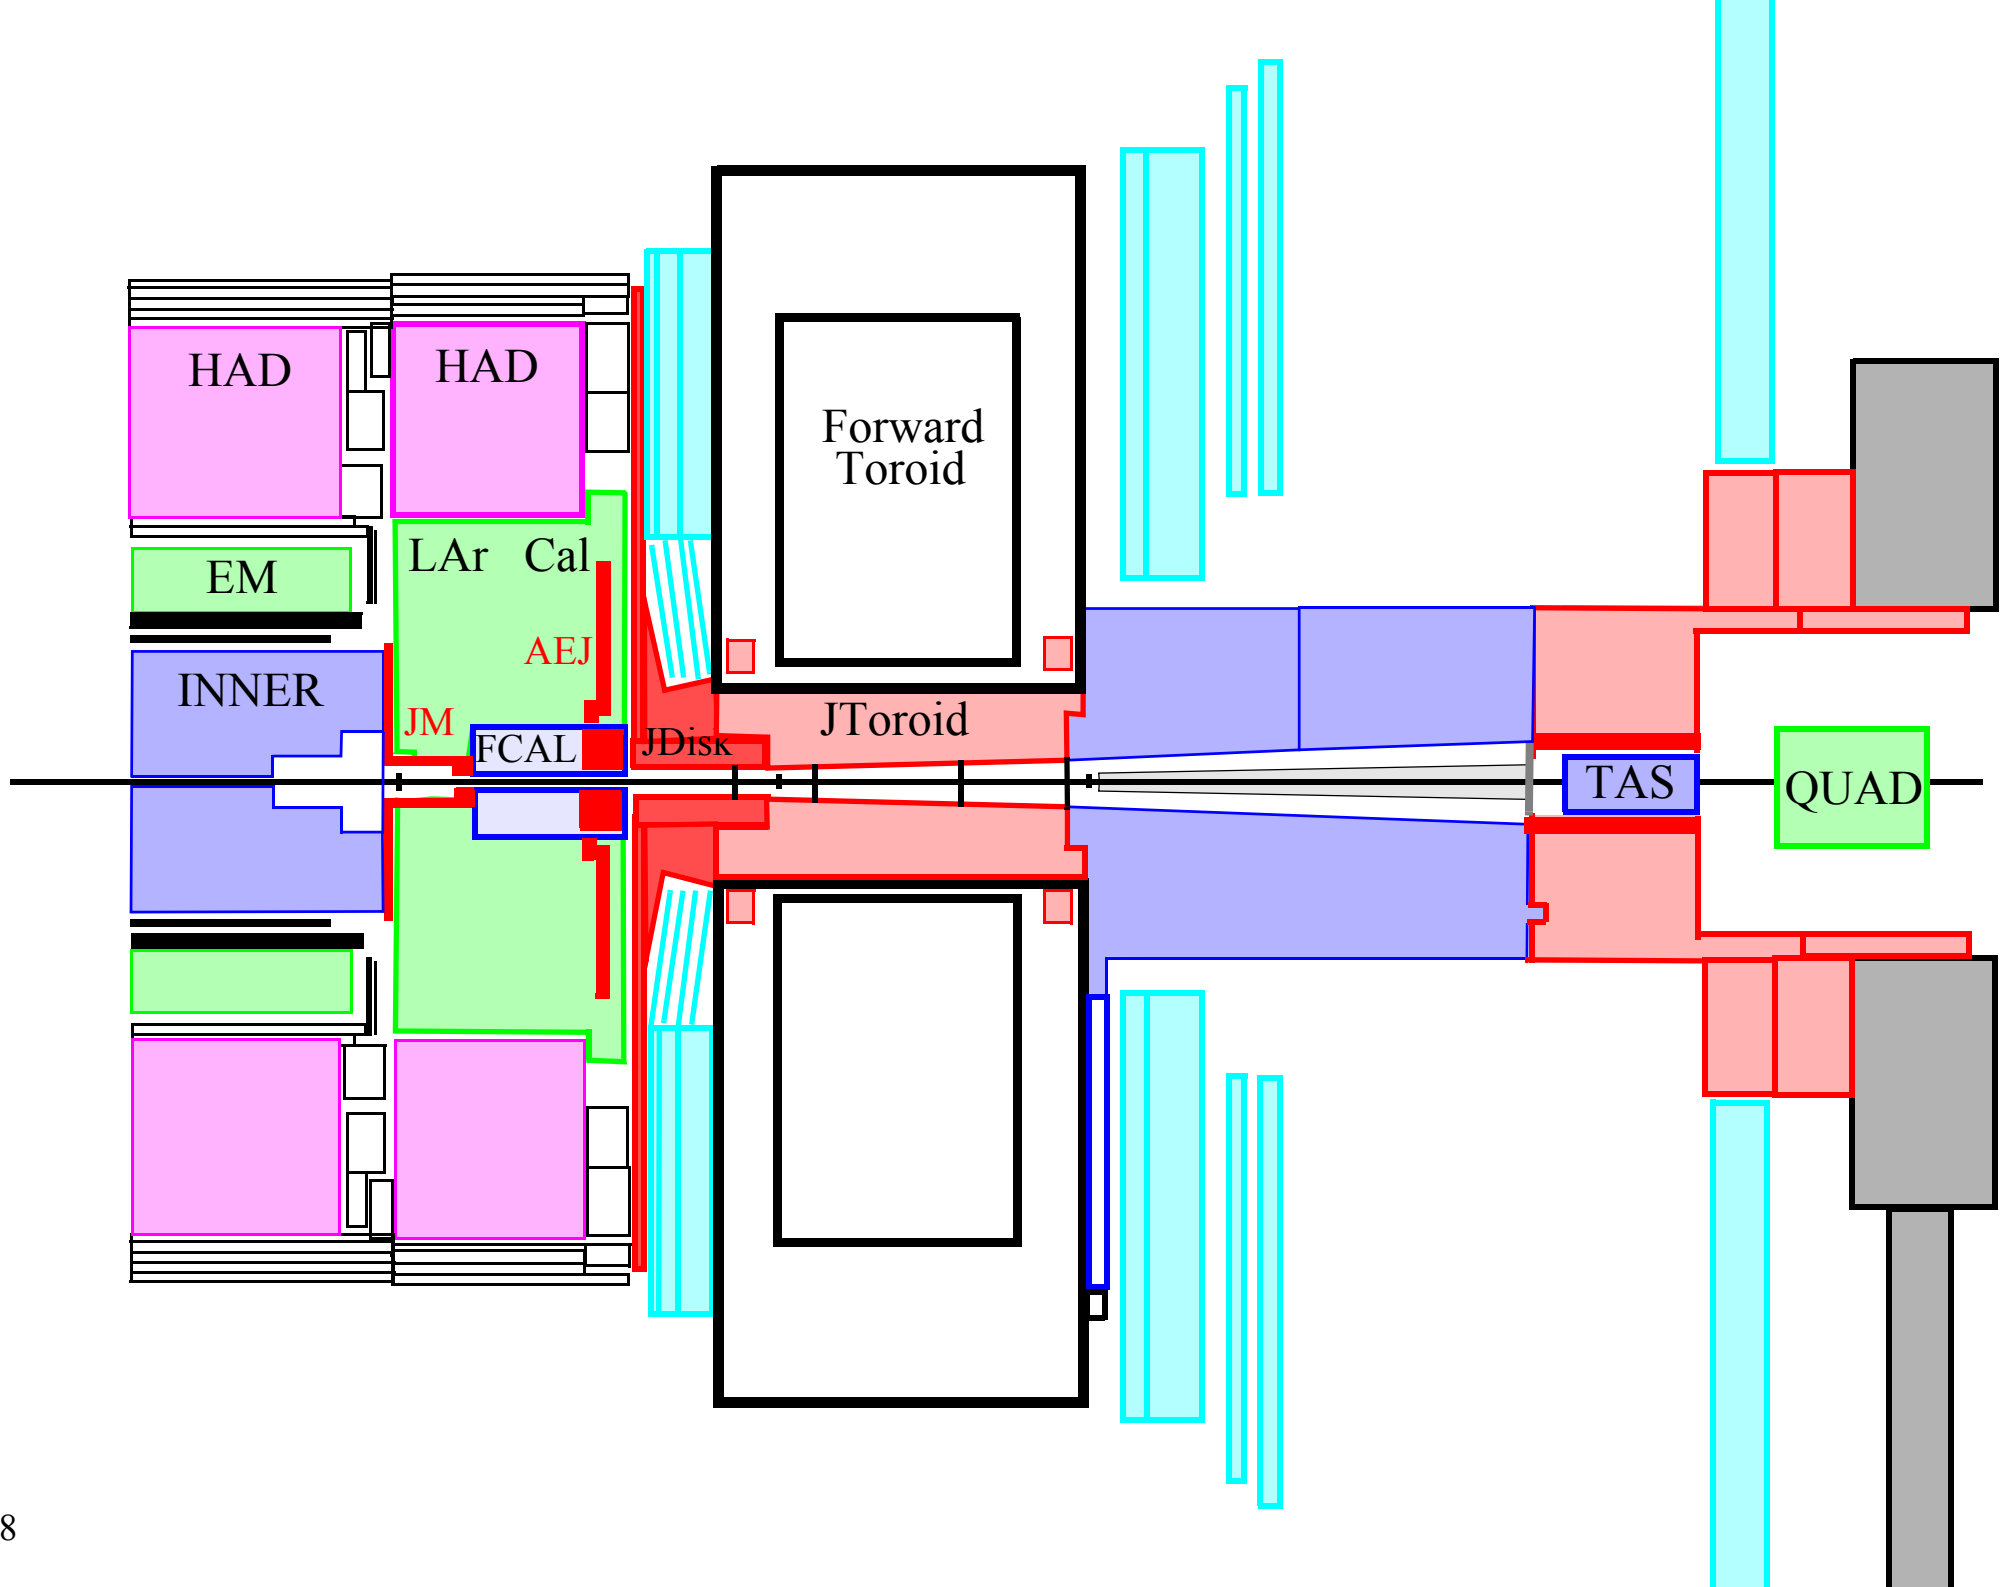 HAD
HAD
Forward
Toroid
LAr Cal
EM
AEJ
INNER
JM
FCAL
JDisk
JToroid
TAS
QUAD
8